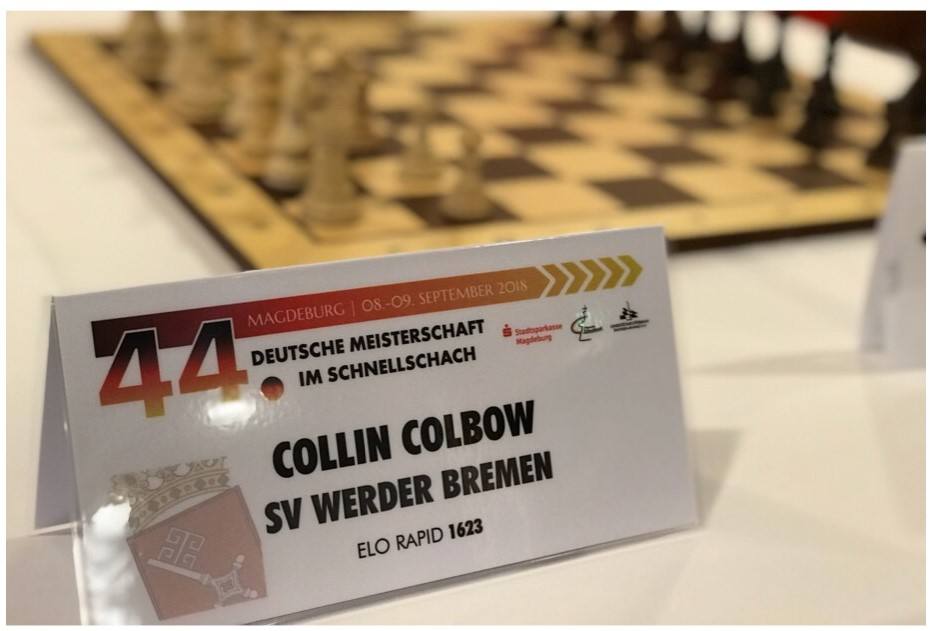 MAGDEBURG | 08.-09. SEPTEMBER 2018
44.
DEUTSCHE MEISTERSCHAFT
IM SCHNELLSCHACH
Stadtsparkasse
Magdeburg
COLLIN COLBOW
SV WERDER BREMEN
ELO RAPID 1623